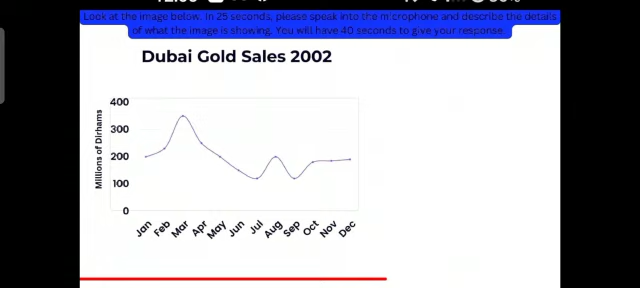 Look at the image below. In 25 seconds, please speak into the microphone and describe the details
of what the image is showing. You will have 40 seconds to give your response.
Dubai Gold Sales 2002
Millions of Dirhams
400
300
200
100
0
Jan Feb Mar Apr May Jun Jul Aug Sep Oct Nov Dec